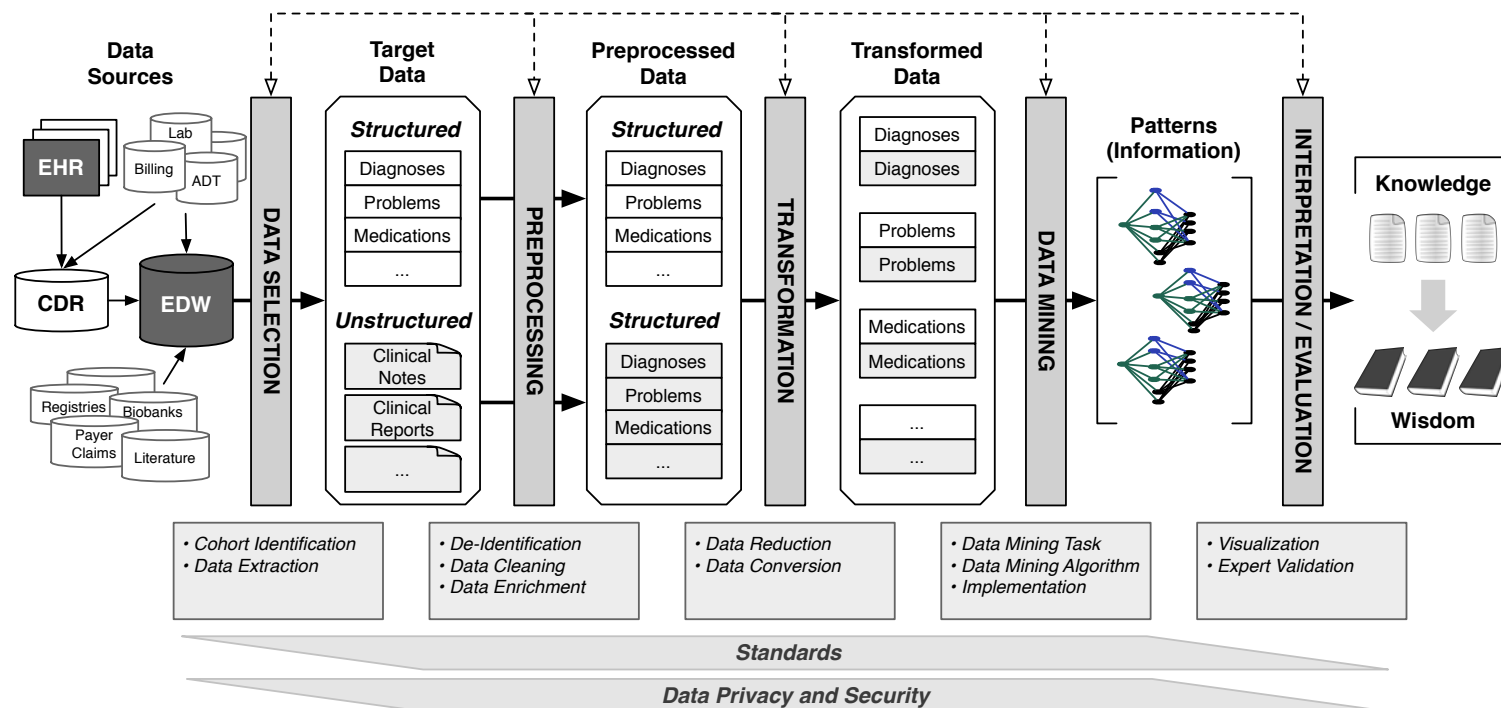 Data
Sources
EHR
Lab
Billing
ADT
CDR
EDW
Registries
Biobanks
Payer
Claims
Literature
DATA SELECTION
Target
Data
Structured
Diagnoses
Problems
Medications
...
Unstructured
Clinical
Notes
Clinical
Reports
...
PREPROCESSING
Preprocessed
Data
Structured
Diagnoses
Problems
Medications
...
Structured
Diagnoses
Problems
Medications
...
TRANSFORMATION
Transformed
Data
Diagnoses
Diagnoses
Problems
Problems
Medications
Medications
...
...
DATA MINING
Patterns
(Information)
INTERPRETATION / EVALUATION
Knowledge
Wisdom
• Cohort Identification
• Data Extraction
• De-Identification
• Data Cleaning
• Data Enrichment
• Data Reduction
• Data Conversion
• Data Mining Task
• Data Mining Algorithm
• Implementation
• Visualization
• Expert Validation
Standards
Data Privacy and Security